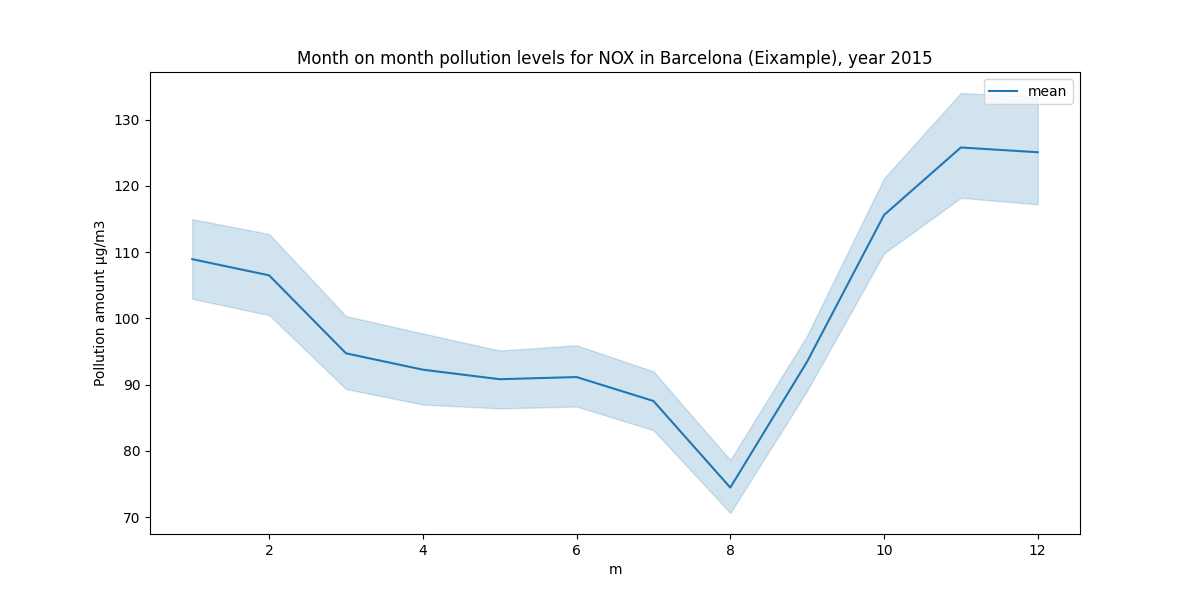 Month on month pollution levels for NOX in Barcelona (Eixample), year 2015
mean
Pollution amount µg/m3
130
120
110
100
90
80
70
2 4 6 8 10 12
m